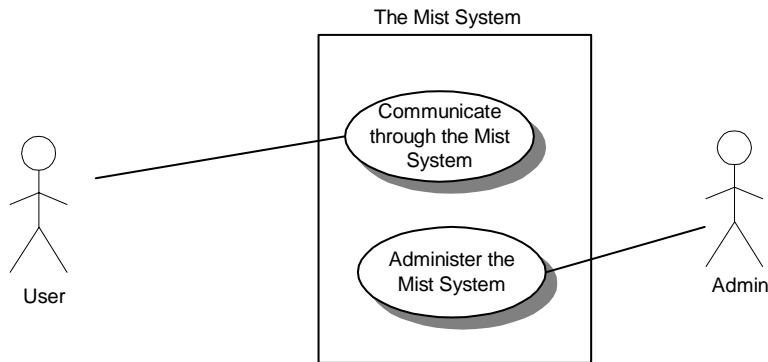 The Mist System
Communicate
through the Mist
System
Administer the
Mist System
User
Admin